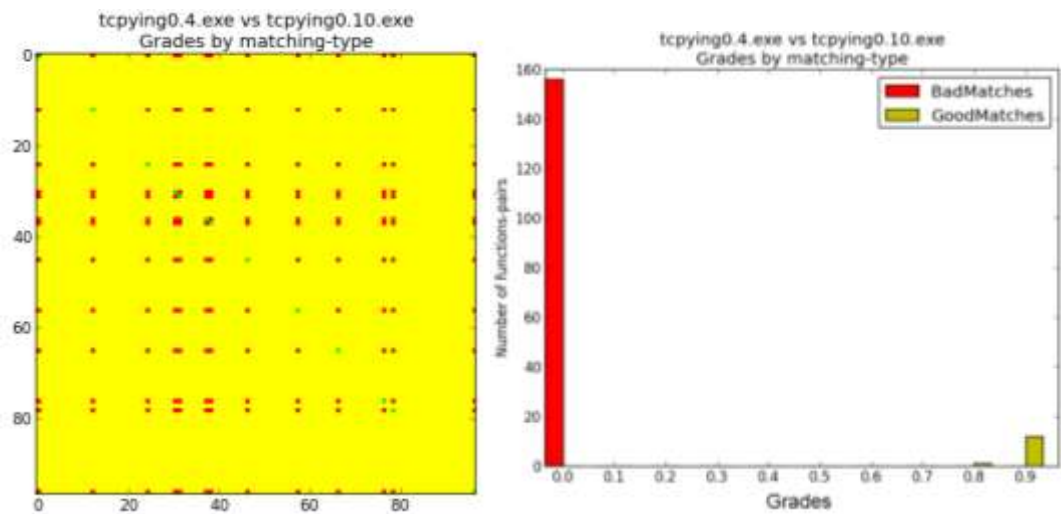 tcpying0.4.exe vs tcpying0.10.exe
Grades by matching-type
0
20
40
60
80
0 20 40 60 80
tcpying0.4.exe vs tcpying0.10.exe
Grades by matching-type
160
140
120
100
80
60
40
20
0
Number of functions-pairs
BadMatches
GoodMatches
0.0 0.1 0.2 0.3 0.4 0.5 0.6 0.7 0.8 0.9
Grades